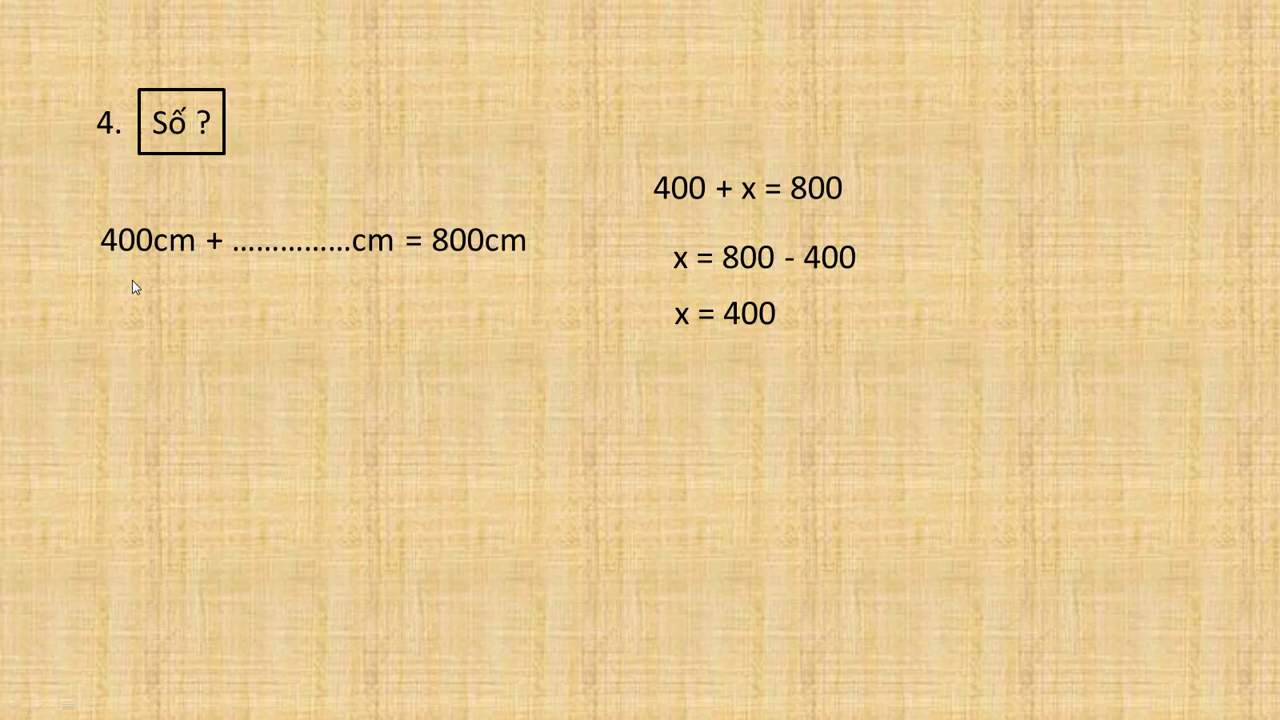 4. Số ?
400cm + ……………cm = 800cm
400 + x = 800
x = 800 - 400
x = 400